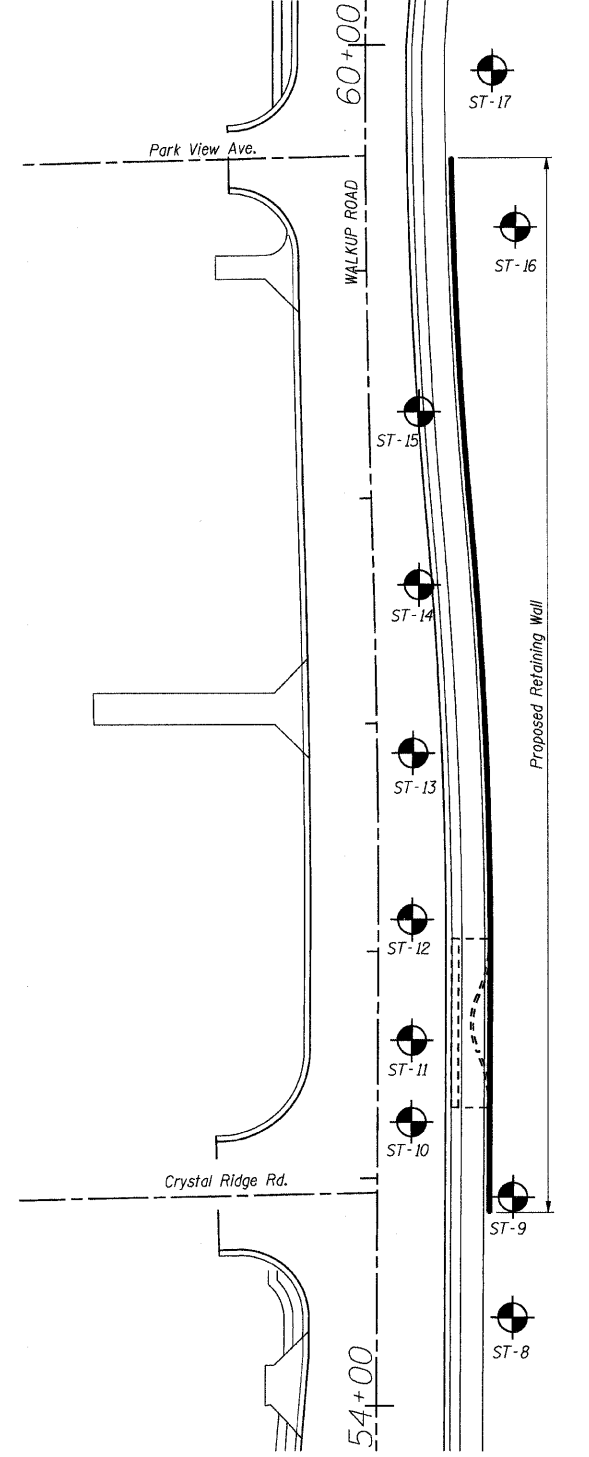 60+00
ST-17
Park View Ave.
WALKUP ROAD
ST-16
ST-15
ST-14
Proposed Retaining Wall
ST-13
ST-12
ST-11
ST-10
Crystal Ridge Rd.
ST-9
ST-8
54+00